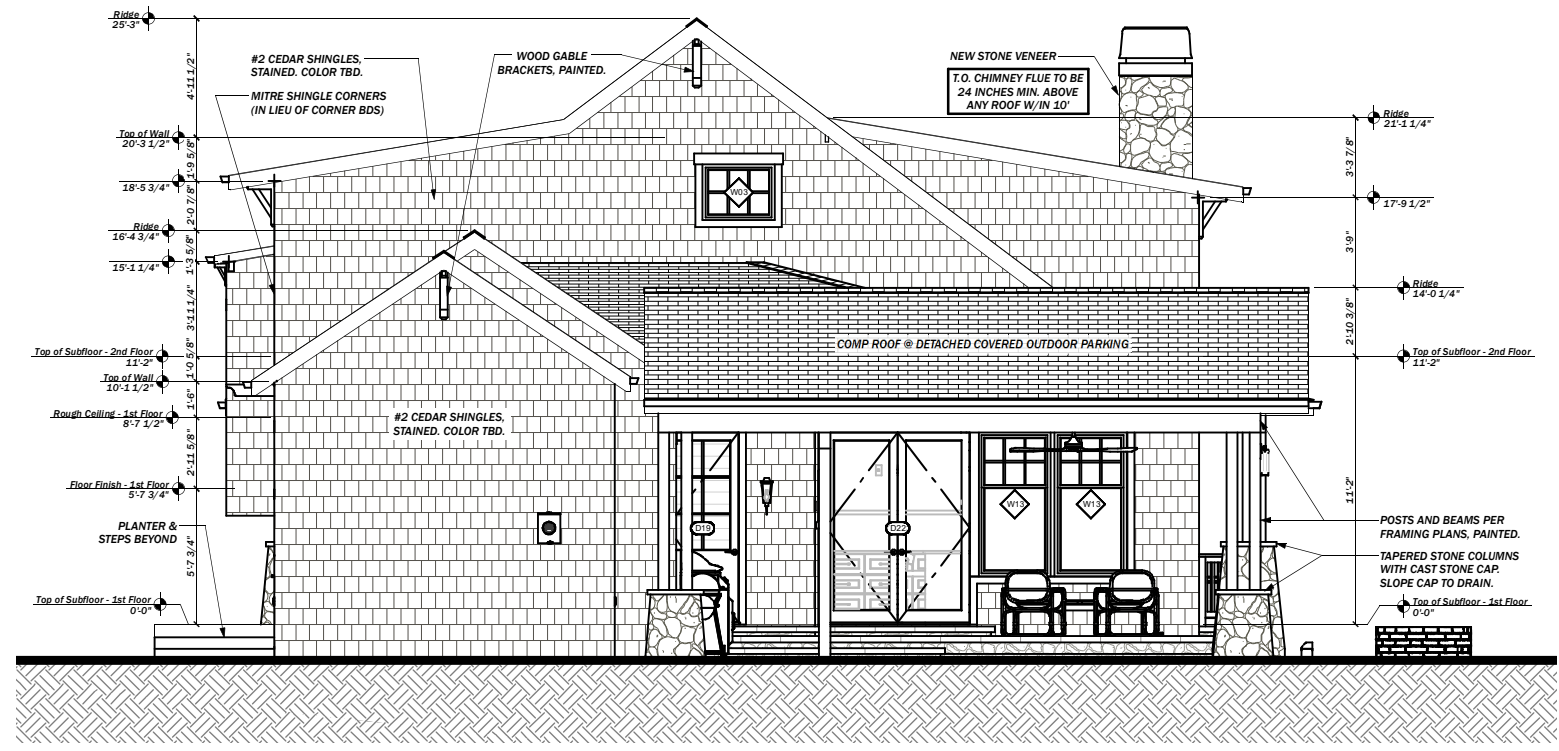 Ridge
25'-3"
4'-11 1/2"
Top of Wall
20'-3 1/2"
1'-9 5/8"
18'-5 3/4"
2'-0 7/8"
Ridge
16'-4 3/4"
1'-3 5/8"
15'-1 1/4"
3'-11 1/4"
Top of Subfloor - 2nd Floor
11'-2"
1'-0 5/8"
Top of Wall
10'-1 1/2"
1'-6"
Rough Ceiling - 1st Floor
8'-7 1/2"
2'-11 5/8"
Floor Finish - 1st Floor
5'-7 3/4"
PLANTER &
STEPS BEYOND
5'-7 3/4"
Top of Subfloor - 1st Floor
0'-0"
#2 CEDAR SHINGLES,
STAINED. COLOR TBD.
MITRE SHINGLE CORNERS
(IN LIEU OF CORNER BDS)
WOOD GABLE
BRACKETS, PAINTED.
W03
NEW STONE VENEER
T.O. CHIMNEY FLUE TO BE
24 INCHES MIN. ABOVE
ANY ROOF W/IN 10'
COMP ROOF @ DETACHED COVERED OUTDOOR PARKING
#2 CEDAR SHINGLES,
STAINED. COLOR TBD.
D19
D22
W13
W13
Ridge
21'-1 1/4"
3'-3 7/8"
17'-9 1/2"
3'-9"
Ridge
14'-0 1/4"
2'-10 3/8"
Top of Subfloor - 2nd Floor
11'-2"
11'-2"
POSTS AND BEAMS PER
FRAMING PLANS, PAINTED.
TAPERED STONE COLUMNS
WITH CAST STONE CAP.
SLOPE CAP TO DRAIN.
Top of Subfloor - 1st Floor
0'-0"